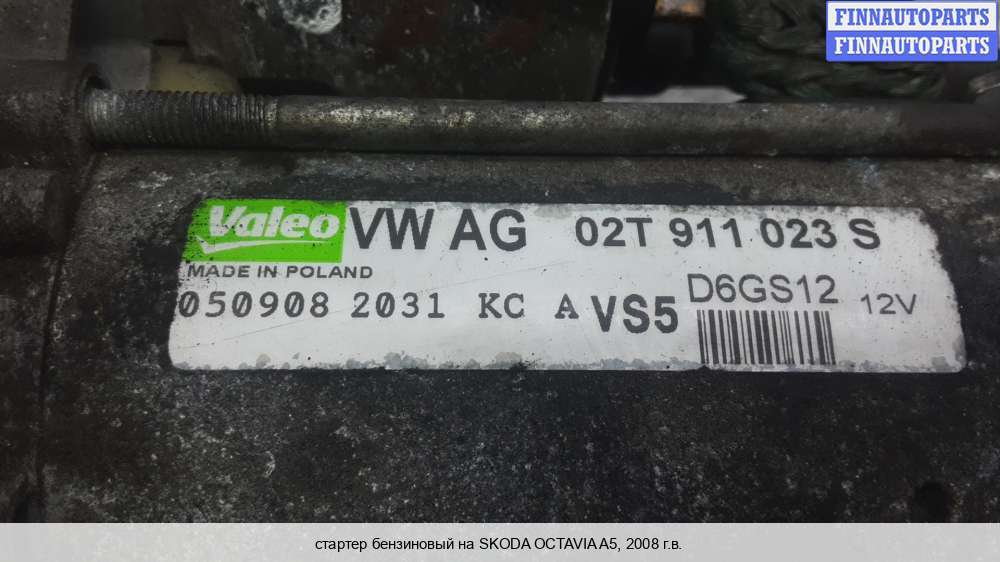 FINNAUTOPARTS
FINNAUTOPARTS
Valeo VW AG 02T 911 023 S
MADE IN POLAND
050908 2031 KC A VS5 D6GS12 12V
стартер бензиновый на SKODA OCTAVIA A5, 2008 г.в.